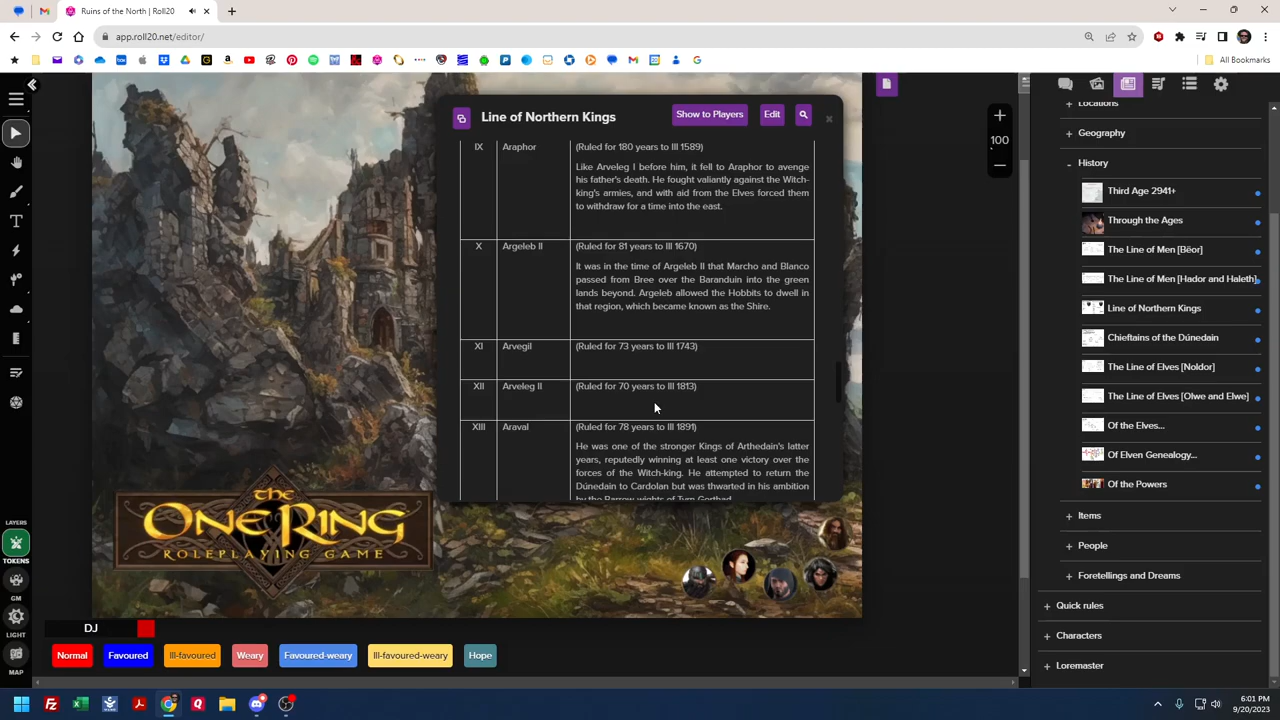 Ruins of the North | Roll20
app.roll20.net/editor/
All Bookmarks
Line of Northern Kings
Show to Players
Edit
IX
Araphor
(Ruled for 180 years to III 1589)
Like Arveleg I before him, it fell to Araphor to avenge
his father's death. He fought valiantly against the Witch-
king's armies, and with aid from the Elves forced them
to withdraw for a time into the east.
X
Argeleb II
(Ruled for 81 years to III 1670)
It was in the time of Argeleb II that Marcho and Blanco
passed from Bree over the Baranduin into the green
lands beyond. Argeleb allowed the Hobbits to dwell in
that region, which became known as the Shire.
XI
Arvegil
(Ruled for 73 years to III 1743)
XII
Arveleg II
(Ruled for 70 years to III 1813)
XIII
Araval
(Ruled for 78 years to III 1891)
He was one of the stronger Kings of Arthedain's latter
years, reputedly winning at least one victory over the
forces of the Witch-king. He attempted to return the
Dúnedain to Cardolan but was thwarted in his ambition
by the Barrow-wights of Tyrn Gorthad.
100
Locations
Geography
History
Third Age 2941+
Through the Ages
The Line of Men [Bëor]
The Line of Men [Hador and Haleth]
Line of Northern Kings
Chieftains of the Dúnedain
The Line of Elves [Noldor]
The Line of Elves [Olwe and Elwe]
Of the Elves...
Of Elven Genealogy...
Of the Powers
Items
People
Foretellings and Dreams
Quick rules
Characters
Loremaster
LAYERS
TOKENS
GM
LIGHT
MAP
THE
ONE RING
ROLEPLAYING GAME
DJ
Normal
Favoured
Ill-favoured
Weary
Favoured-weary
Ill-favoured-weary
Hope
6:01 PM
9/20/2023